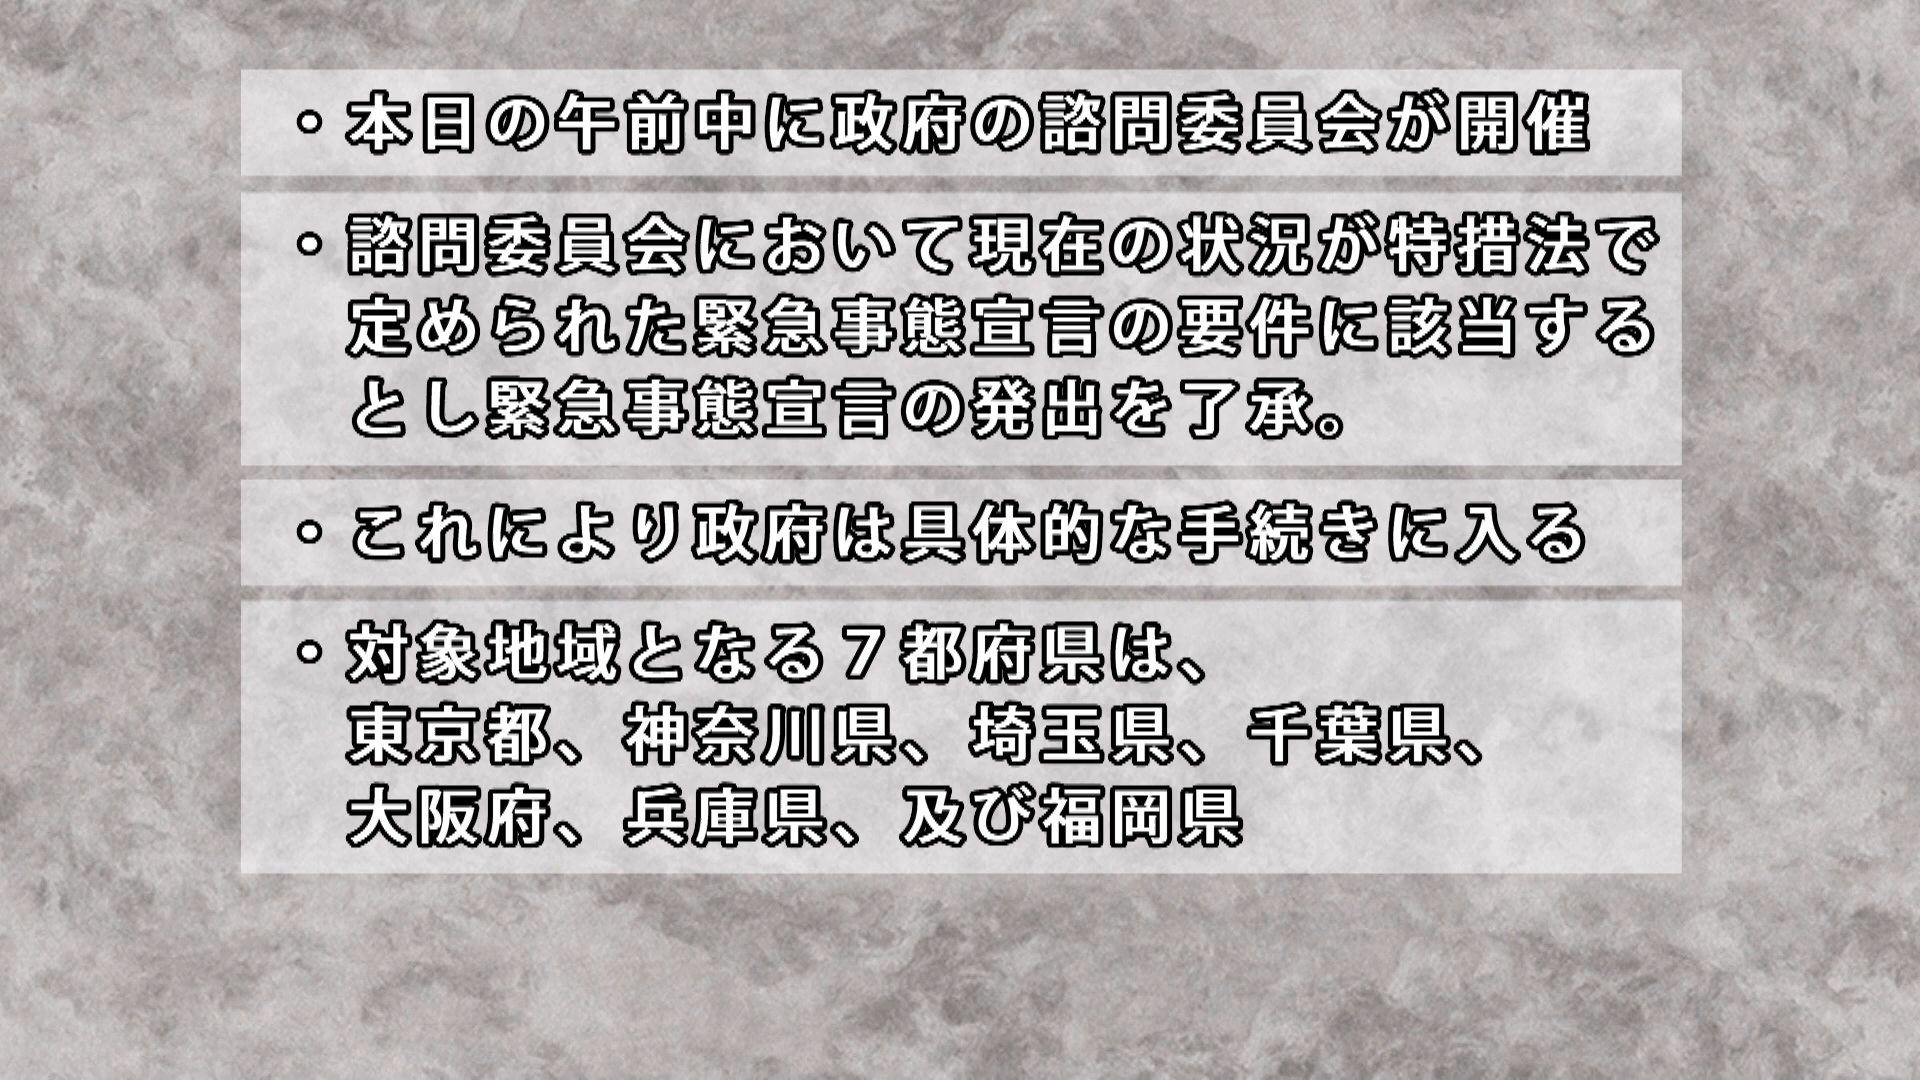 ・本日の午前中に政府の諮問委員会が開催
・諮問委員会において現在の状況が特措法で
定められた緊急事態宣言の要件に該当する
とし緊急事態宣言の発出を了承。
・これにより政府は具体的な手続きに入る
・対象地域となる７都府県は、
東京都、神奈川県、埼玉県、千葉県、
大阪府、兵庫県、及び福岡県